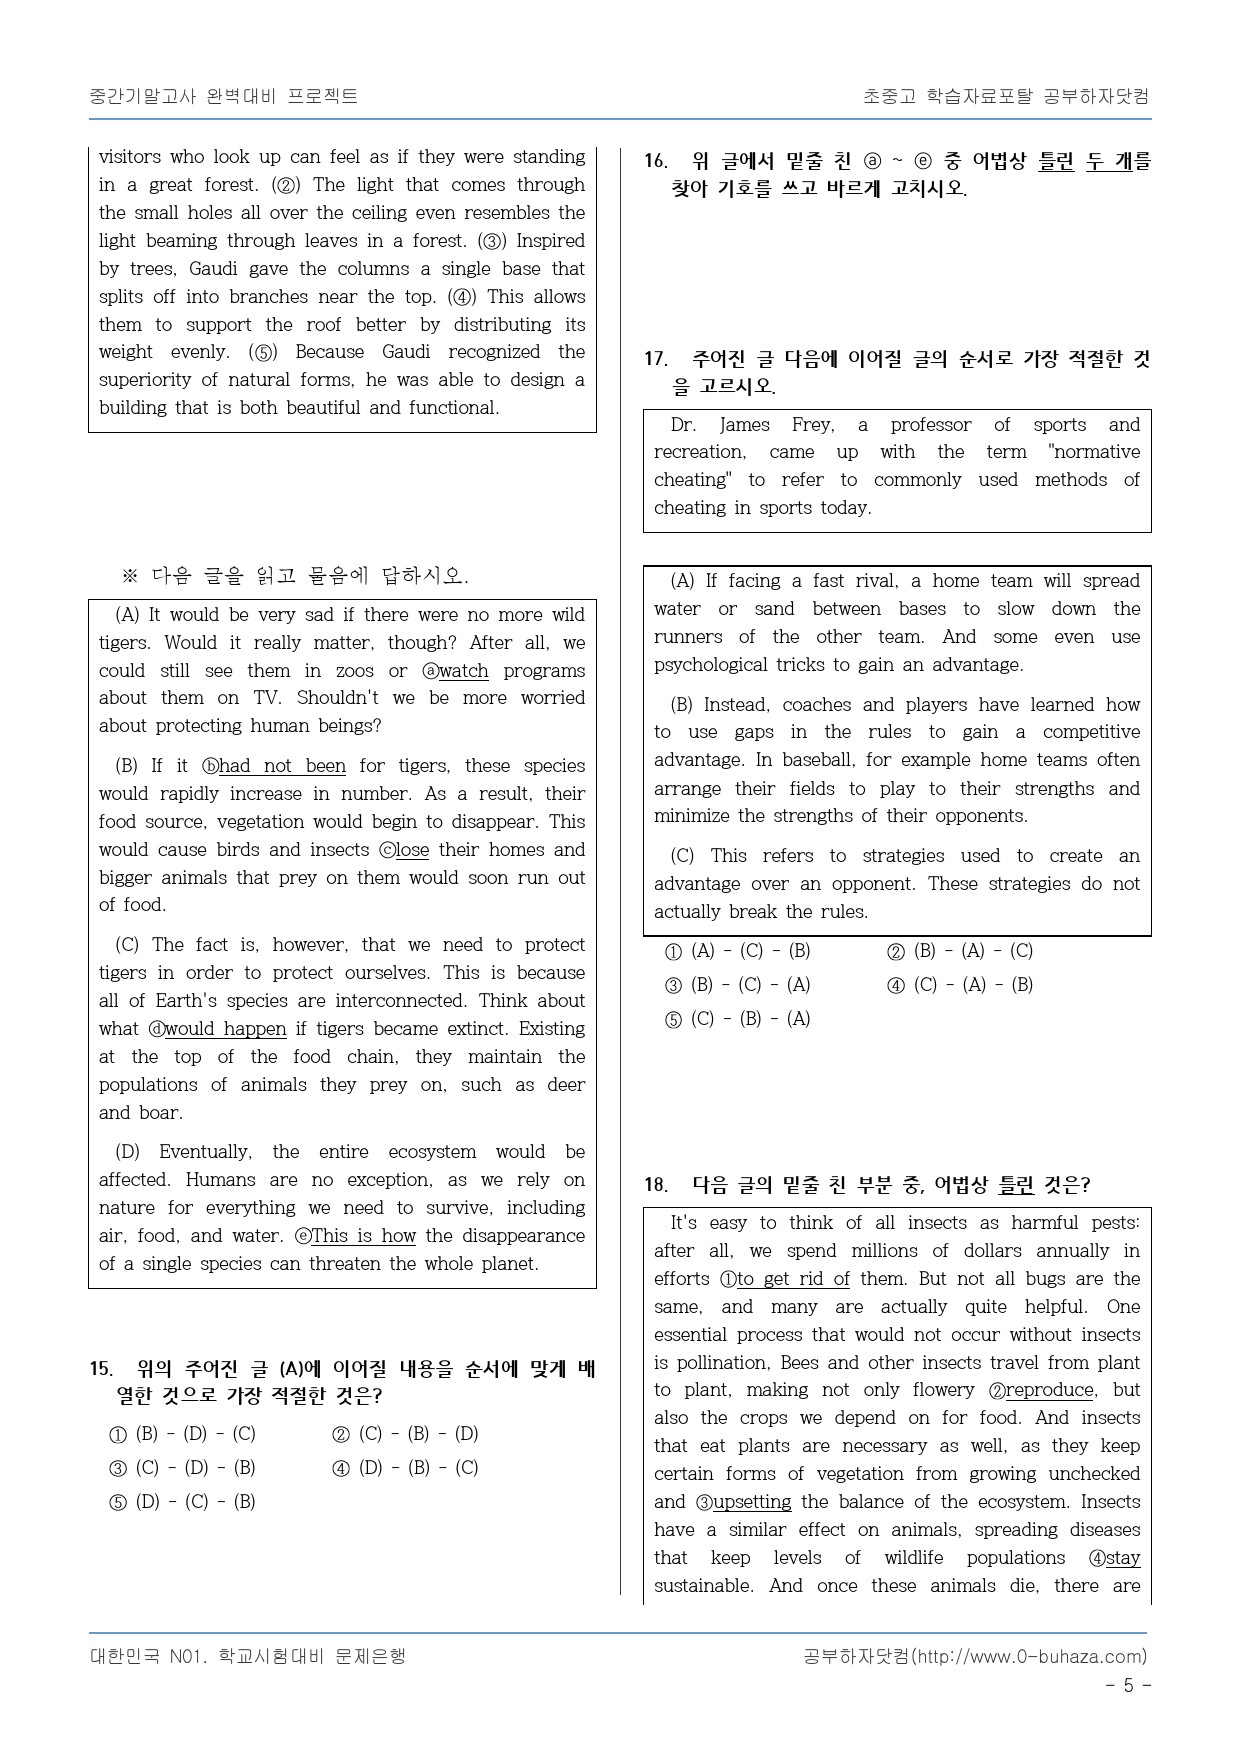 중간기말고사 완벽대비 프로젝트
초중고 학습자료포탈 공부하자닷컴
visitors who look up can feel as if they were standing
in a great forest. (②) The light that comes through
the small holes all over the ceiling even resembles the
light beaming through leaves in a forest. (③) Inspired
by trees, Gaudi gave the columns a single base that
splits off into branches near the top. (④) This allows
them to support the roof better by distributing its
weight evenly. (⑤) Because Gaudi recognized the
superiority of natural forms, he was able to design a
building that is both beautiful and functional.
※ 다음 글을 읽고 물음에 답하시오.
(A) It would be very sad if there were no more wild
tigers. Would it really matter, though? After all, we
could still see them in zoos or ⓐwatch programs
about them on TV. Shouldn't we be more worried
about protecting human beings?
(B) If it ⓑhad not been for tigers, these species
would rapidly increase in number. As a result, their
food source, vegetation would begin to disappear. This
would cause birds and insects ⓒlose their homes and
bigger animals that prey on them would soon run out
of food.
(C) The fact is, however, that we need to protect
tigers in order to protect ourselves. This is because
all of Earth's species are interconnected. Think about
what ⓓwould happen if tigers became extinct. Existing
at the top of the food chain, they maintain the
populations of animals they prey on, such as deer
and boar.
(D) Eventually, the entire ecosystem would be
affected. Humans are no exception, as we rely on
nature for everything we need to survive, including
air, food, and water. ⓔThis is how the disappearance
of a single species can threaten the whole planet.
15. 위의 주어진 글 (A)에 이어질 내용을 순서에 맞게 배
열한 것으로 가장 적절한 것은?
① (B) - (D) - (C) ② (C) - (B) - (D)
③ (C) - (D) - (B) ④ (D) - (B) - (C)
⑤ (D) - (C) - (B)
16. 위 글에서 밑줄 친 ⓐ ~ ⓔ 중 어법상 틀린 두 개를
찾아 기호를 쓰고 바르게 고치시오.
17. 주어진 글 다음에 이어질 글의 순서로 가장 적절한 것
을 고르시오.
Dr. James Frey, a professor of sports and
recreation, came up with the term "normative
cheating" to refer to commonly used methods of
cheating in sports today.
(A) If facing a fast rival, a home team will spread
water or sand between bases to slow down the
runners of the other team. And some even use
psychological tricks to gain an advantage.
(B) Instead, coaches and players have learned how
to use gaps in the rules to gain a competitive
advantage. In baseball, for example home teams often
arrange their fields to play to their strengths and
minimize the strengths of their opponents.
(C) This refers to strategies used to create an
advantage over an opponent. These strategies do not
actually break the rules.
① (A) - (C) - (B) ② (B) - (A) - (C)
③ (B) - (C) - (A) ④ (C) - (A) - (B)
⑤ (C) - (B) - (A)
18. 다음 글의 밑줄 친 부분 중, 어법상 틀린 것은?
It's easy to think of all insects as harmful pests:
after all, we spend millions of dollars annually in
efforts ①to get rid of them. But not all bugs are the
same, and many are actually quite helpful. One
essential process that would not occur without insects
is pollination, Bees and other insects travel from plant
to plant, making not only flowery ②reproduce, but
also the crops we depend on for food. And insects
that eat plants are necessary as well, as they keep
certain forms of vegetation from growing unchecked
and ③upsetting the balance of the ecosystem. Insects
have a similar effect on animals, spreading diseases
that keep levels of wildlife populations ④stay
sustainable. And once these animals die, there are
대한민국 N01. 학교시험대비 문제은행
공부하자닷컴(http://www.0-buhaza.com)
- 5 -